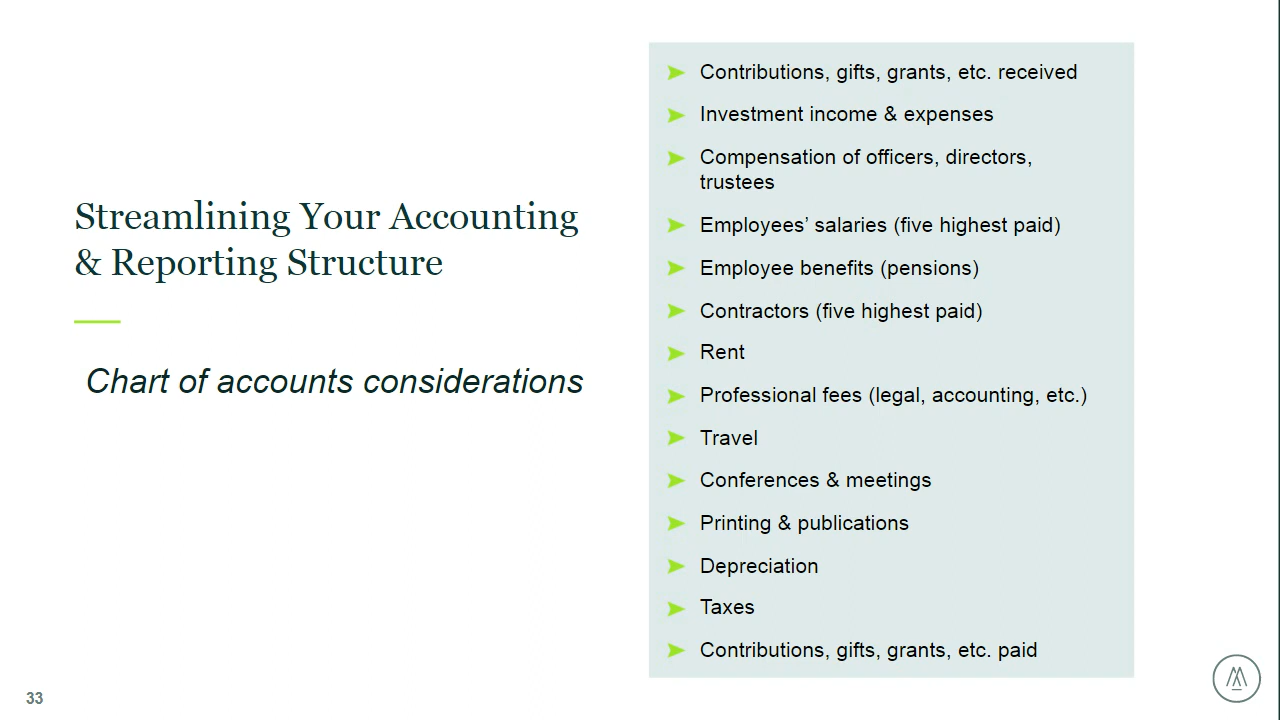 Streamlining Your Accounting
& Reporting Structure
Chart of accounts considerations
Contributions, gifts, grants, etc. received
Investment income & expenses
Compensation of officers, directors,
trustees
Employees’ salaries (five highest paid)
Employee benefits (pensions)
Contractors (five highest paid)
Rent
Professional fees (legal, accounting, etc.)
Travel
Conferences & meetings
Printing & publications
Depreciation
Taxes
Contributions, gifts, grants, etc. paid
33